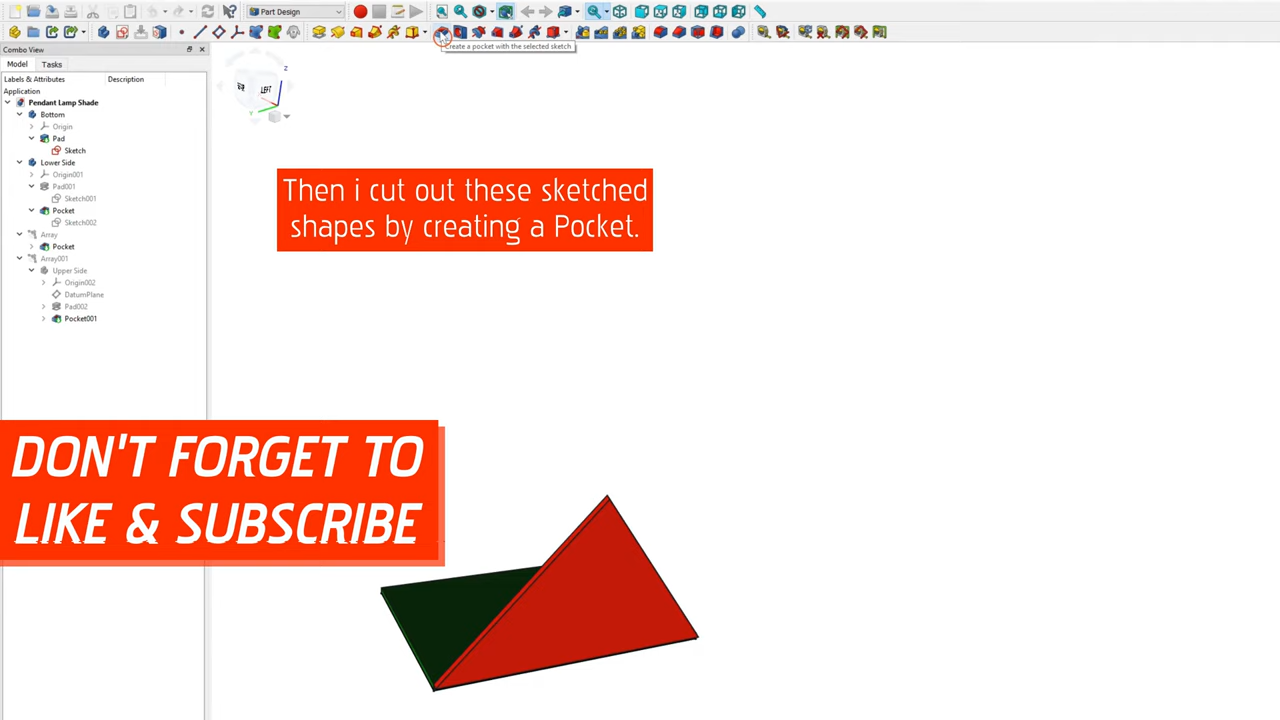 Part Design
Create a pocket with the selected sketch
Combo View
Model Tasks
Labels & Attributes Description
Application
Pendant Lamp Shade
Bottom
Origin
Pad
Sketch
Lower Side
Origin001
Pad001
Sketch001
Pocket
Sketch002
Array
Pocket
Array001
Upper Side
Origin002
DatumPlane
Pad002
Pocket001
Z
LEFT
Y
Then i cut out these sketched
shapes by creating a Pocket.
DON'T FORGET TO
LIKE & SUBSCRIBE